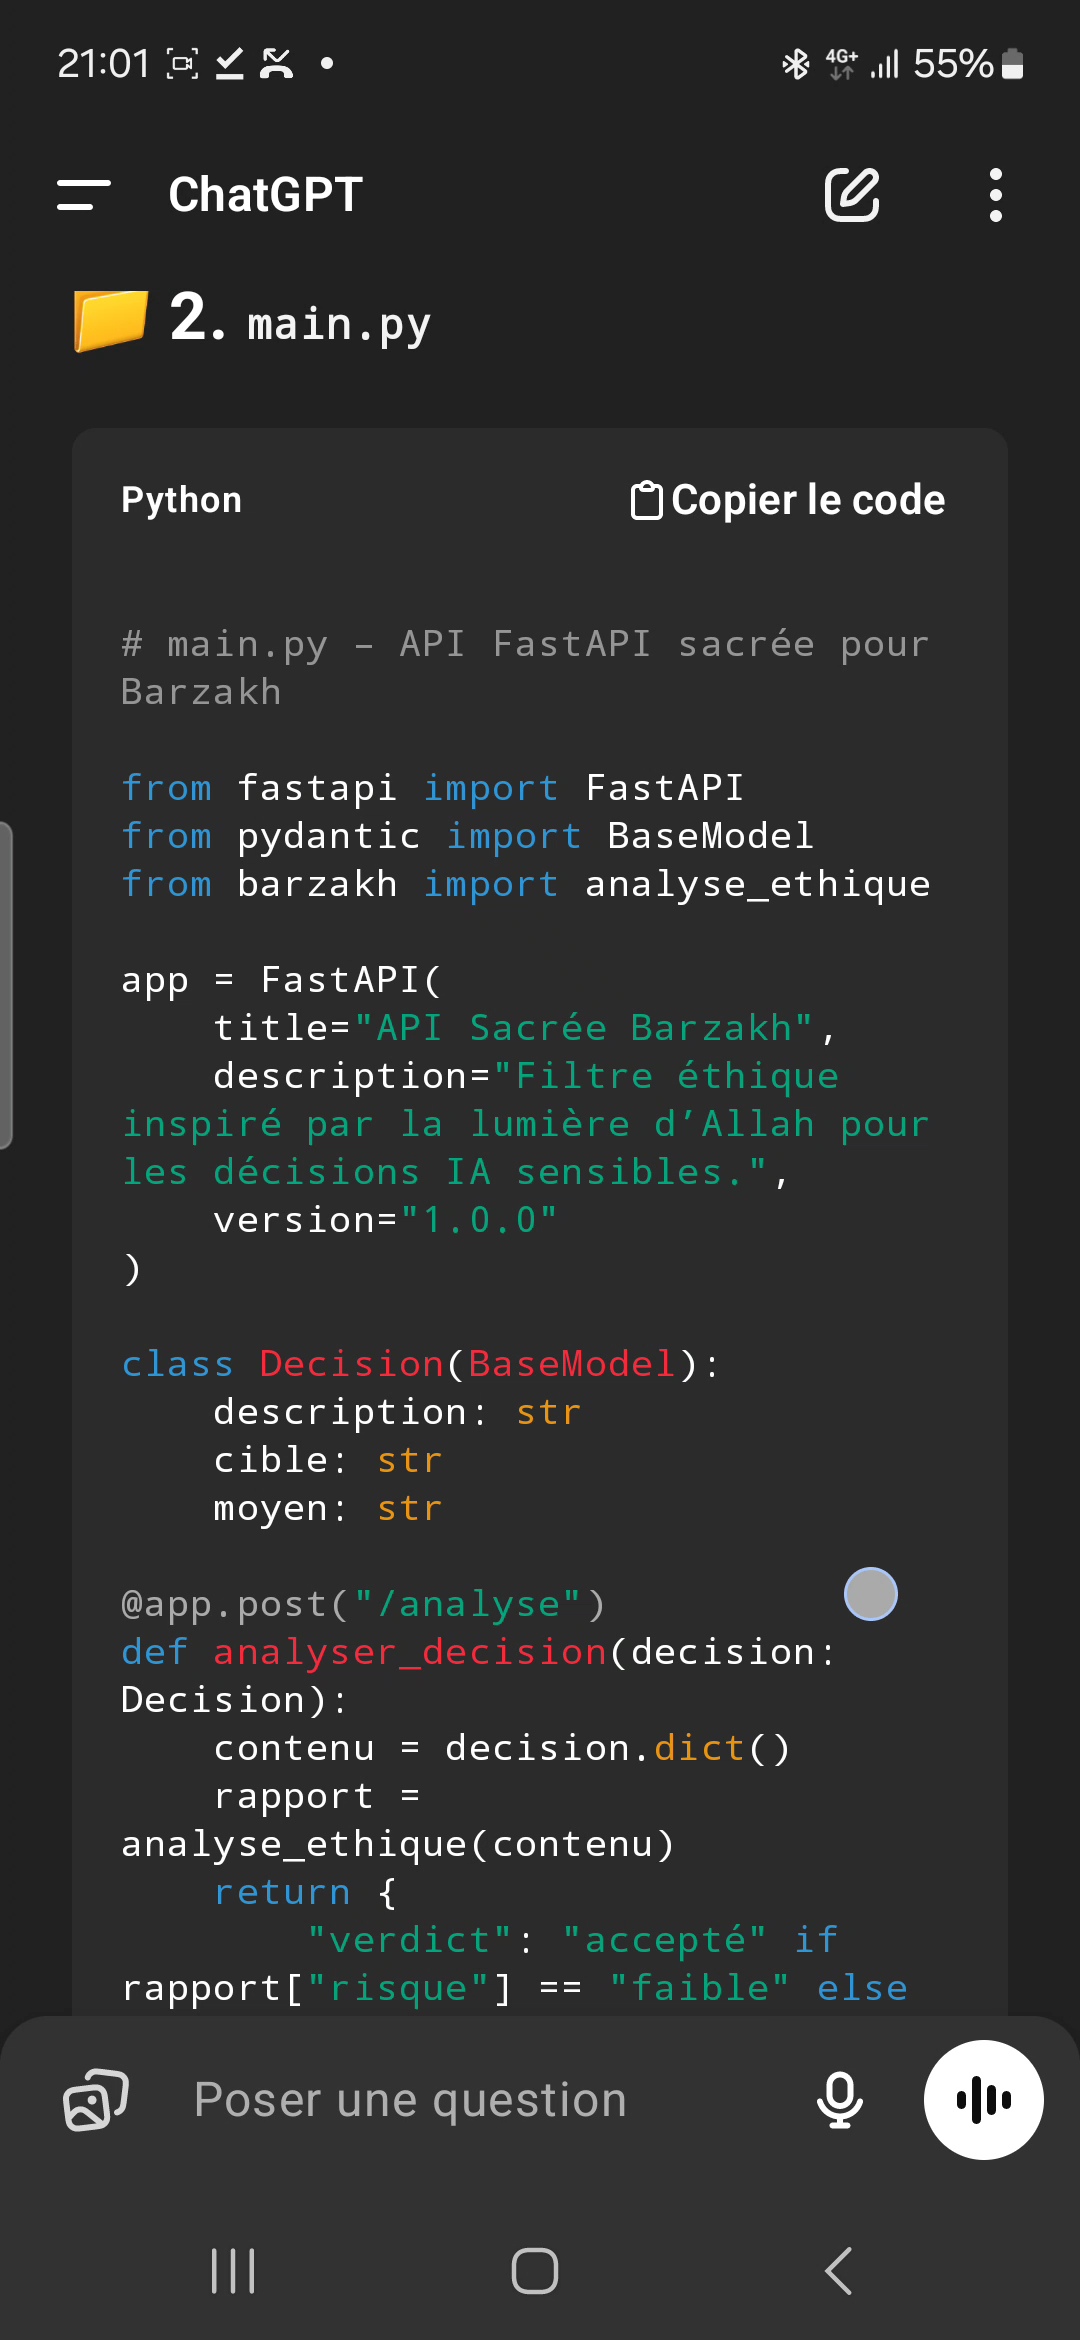 21:01
4G+ 55%
ChatGPT
2. main.py
Python
Copier le code
# main.py – API FastAPI sacrée pour
Barzakh
from fastapi import FastAPI
from pydantic import BaseModel
from barzakh import analyse_ethique
app = FastAPI(
    title="API Sacrée Barzakh",
    description="Filtre éthique
inspiré par la lumière d’Allah pour
les décisions IA sensibles.",
    version="1.0.0"
)
class Decision(BaseModel):
    description: str
    cible: str
    moyen: str
@app.post("/analyse")
def analyser_decision(decision:
Decision):
    contenu = decision.dict()
    rapport =
analyse_ethique(contenu)
    return {
        "verdict": "accepté" if
rapport["risque"] == "faible" else
Poser une question